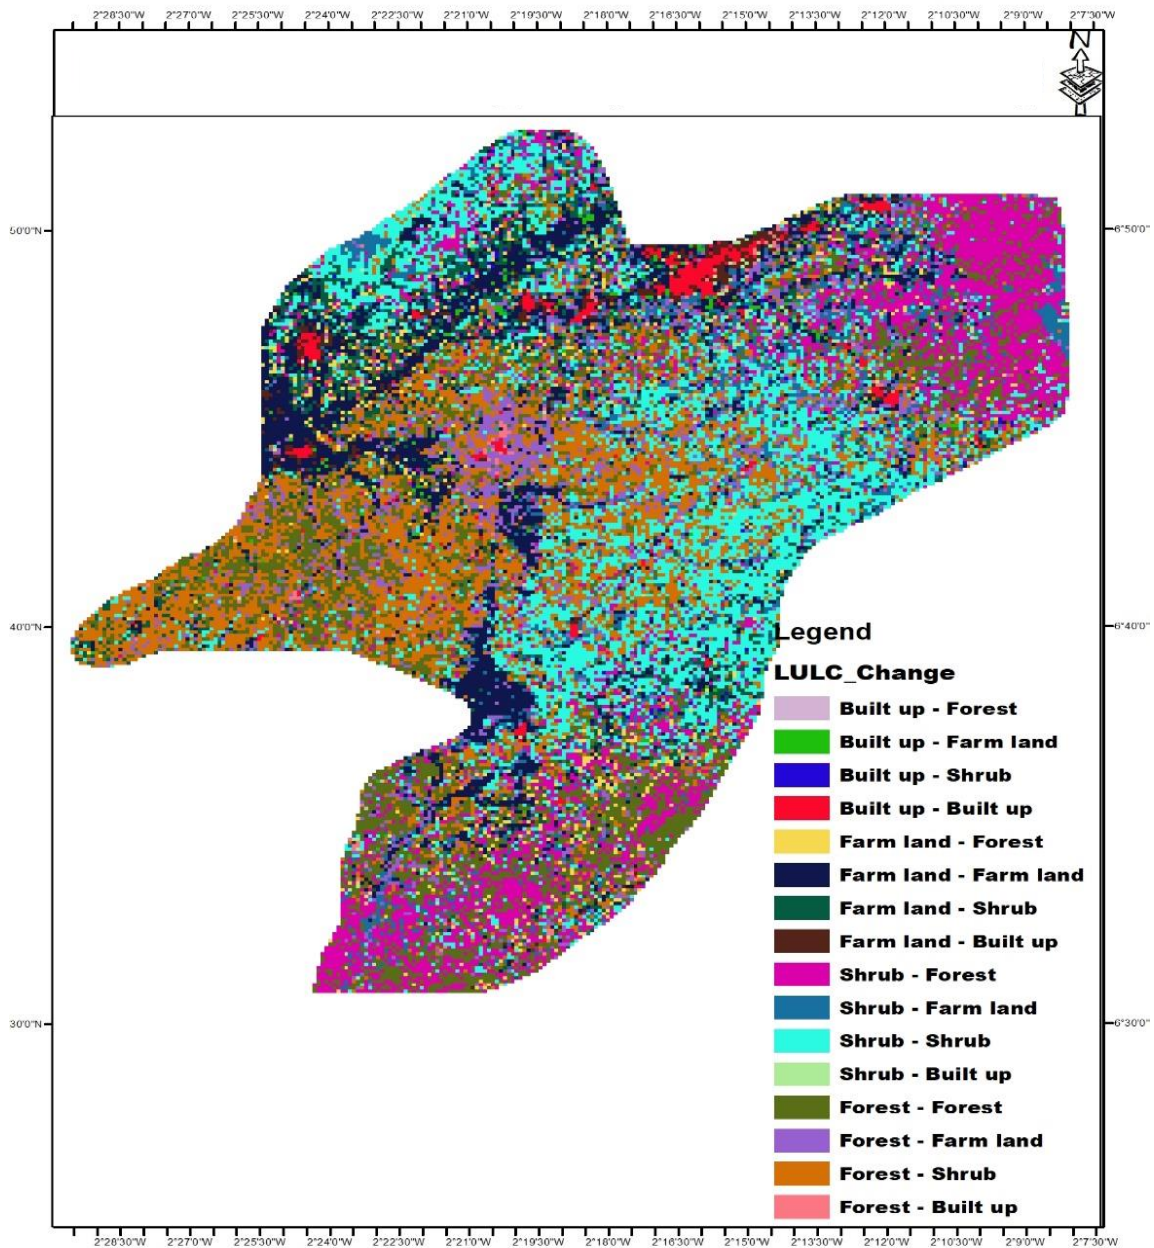 2°28'30"W 2°27'0"W 2°25'30"W 2°24'0"W 2°22'30"W 2°21'0"W 2°19'30"W 2°18'0"W 2°16'30"W 2°15'0"W 2°13'30"W 2°12'0"W 2°10'30"W 2°9'0"W 2°7'30"W
N
50'0"N
6°50'0"
40'0"N
6°40'0"
Legend
LULC_Change
Built up - Forest
Built up - Farm land
Built up - Shrub
Built up - Built up
Farm land - Forest
Farm land - Farm land
Farm land - Shrub
Farm land - Built up
Shrub - Forest
Shrub - Farm land
30'0"N
6°30'0"
Shrub - Shrub
Shrub - Built up
Forest - Forest
Forest - Farm land
Forest - Shrub
Forest - Built up
2°28'30"W 2°27'0"W 2°25'30"W 2°24'0"W 2°22'30"W 2°21'0"W 2°19'30"W 2°18'0"W 2°16'30"W 2°15'0"W 2°13'30"W 2°12'0"W 2°10'30"W 2°9'0"W 2°7'30"W